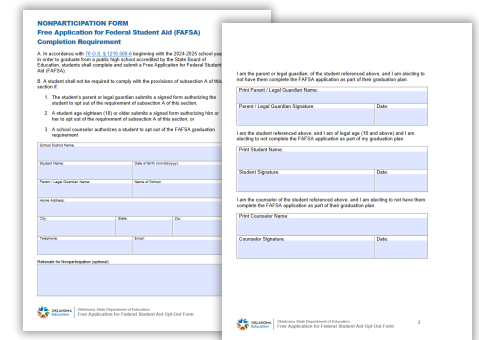 NONPARTICIPATION FORM
Free Application for Federal Student Aid (FAFSA)
Completion Requirement
A. In accordance with 70 O.S. § 1210.508-6 beginning with the 2024-2025 school year
in order to graduate from a public high school accredited by the State Board of
Education, students shall complete and submit a Free Application for Federal Student
Aid (FAFSA).
B. A student shall not be required to comply with the provisions of subsection A of this
section if:
1. The student's parent or legal guardian submits a signed form authorizing the
student to opt out of the requirement of subsection A of this section;
2. A student age eighteen (18) or older submits a signed form authorizing him or
her to opt out of the requirement of subsection A of this section; or
3. A school counselor authorizes a student to opt out of the FAFSA graduation
requirement
School District Name:
Student Name: Date of Birth (mm/dd/yyyy):
Parent / Legal Guardian Name: Name of School:
Home Address:
City: State: Zip:
Telephone: Email:
Rationale for Nonparticipation (optional)
OKLAHOMA
Education
Oklahoma State Department of Education
Free Application for Federal Student Aid Opt-Out Form
I am the parent or legal guardian, of the student referenced above, and I am electing to
not have them complete the FAFSA application as part of their graduation plan.
Print Parent / Legal Guardian Name:
Parent / Legal Guardian Signature Date:
I am the student referenced above, and I am of legal age (18 and above) and I am
electing to not complete the FAFSA application as part of my graduation plan.
Print Student Name:
Student Signature: Date:
I am the counselor of the student referenced above, and I am electing to not have them
complete the FAFSA application as part of their graduation plan.
Print Counselor Name:
Counselor Signature: Date:
OKLAHOMA
Education
Oklahoma State Department of Education
Free Application for Federal Student Aid Opt-Out Form
2